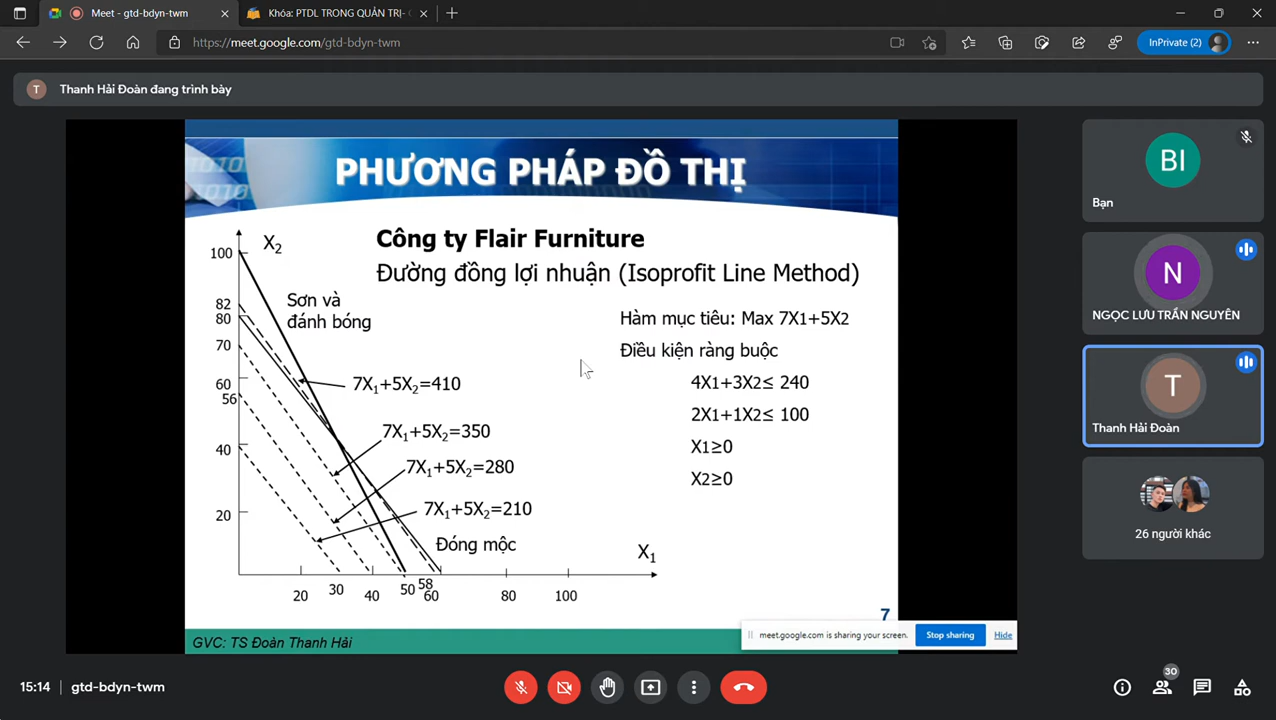 Meet - gtd-bdyn-twm
Khóa: PTDL TRONG QUẢN TRỊ-
https://meet.google.com/gtd-bdyn-twm
InPrivate (2)
T
Thanh Hải Đoàn đang trình bày
PHƯƠNG PHÁP ĐỒ THỊ
Công ty Flair Furniture
Đường đồng lợi nhuận (Isoprofit Line Method)
X2
100
82
80
70
60
56
40
20
Sơn và
đánh bóng
7X1+5X2=410
7X1+5X2=350
7X1+5X2=280
7X1+5X2=210
Đóng mộc
X1
20
30
40
50
58
60
80
100
Hàm mục tiêu: Max 7X1+5X2
Điều kiện ràng buộc
4X1+3X2≤ 240
2X1+1X2≤ 100
X1≥0
X2≥0
7
GVC: TS Đoàn Thanh Hải
meet.google.com is sharing your screen.
Stop sharing
Hide
BI
Bạn
N
NGỌC LƯU TRẦN NGUYÊN
T
Thanh Hải Đoàn
26 người khác
15:14 | gtd-bdyn-twm
30